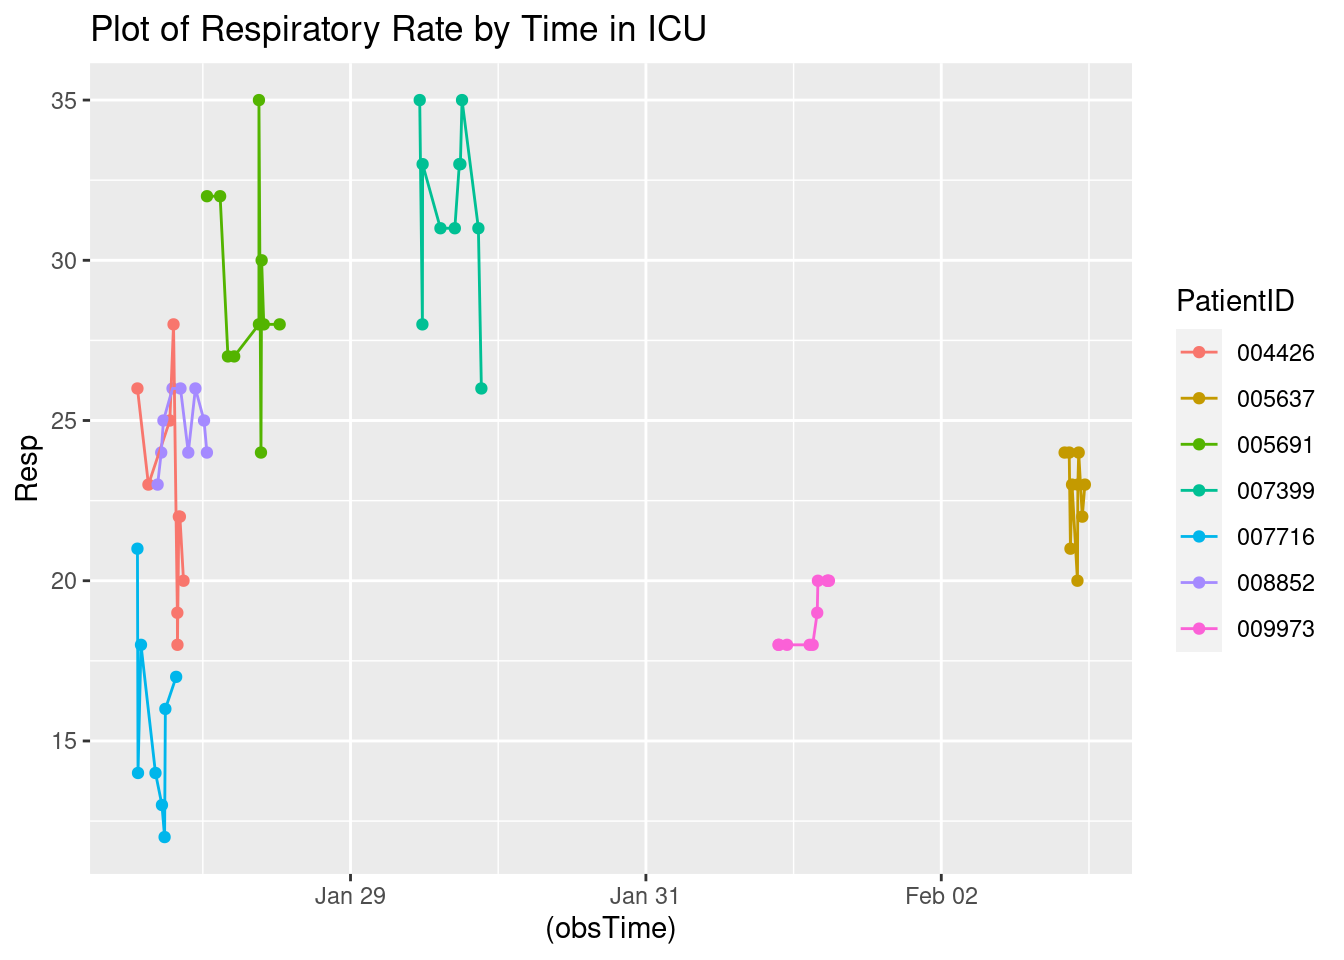 Plot of Respiratory Rate by Time in ICU
35
30
25
20
15
Resp
Jan 29
Jan 31
Feb 02
(obsTime)
PatientID
004426
005637
005691
007399
007716
008852
009973